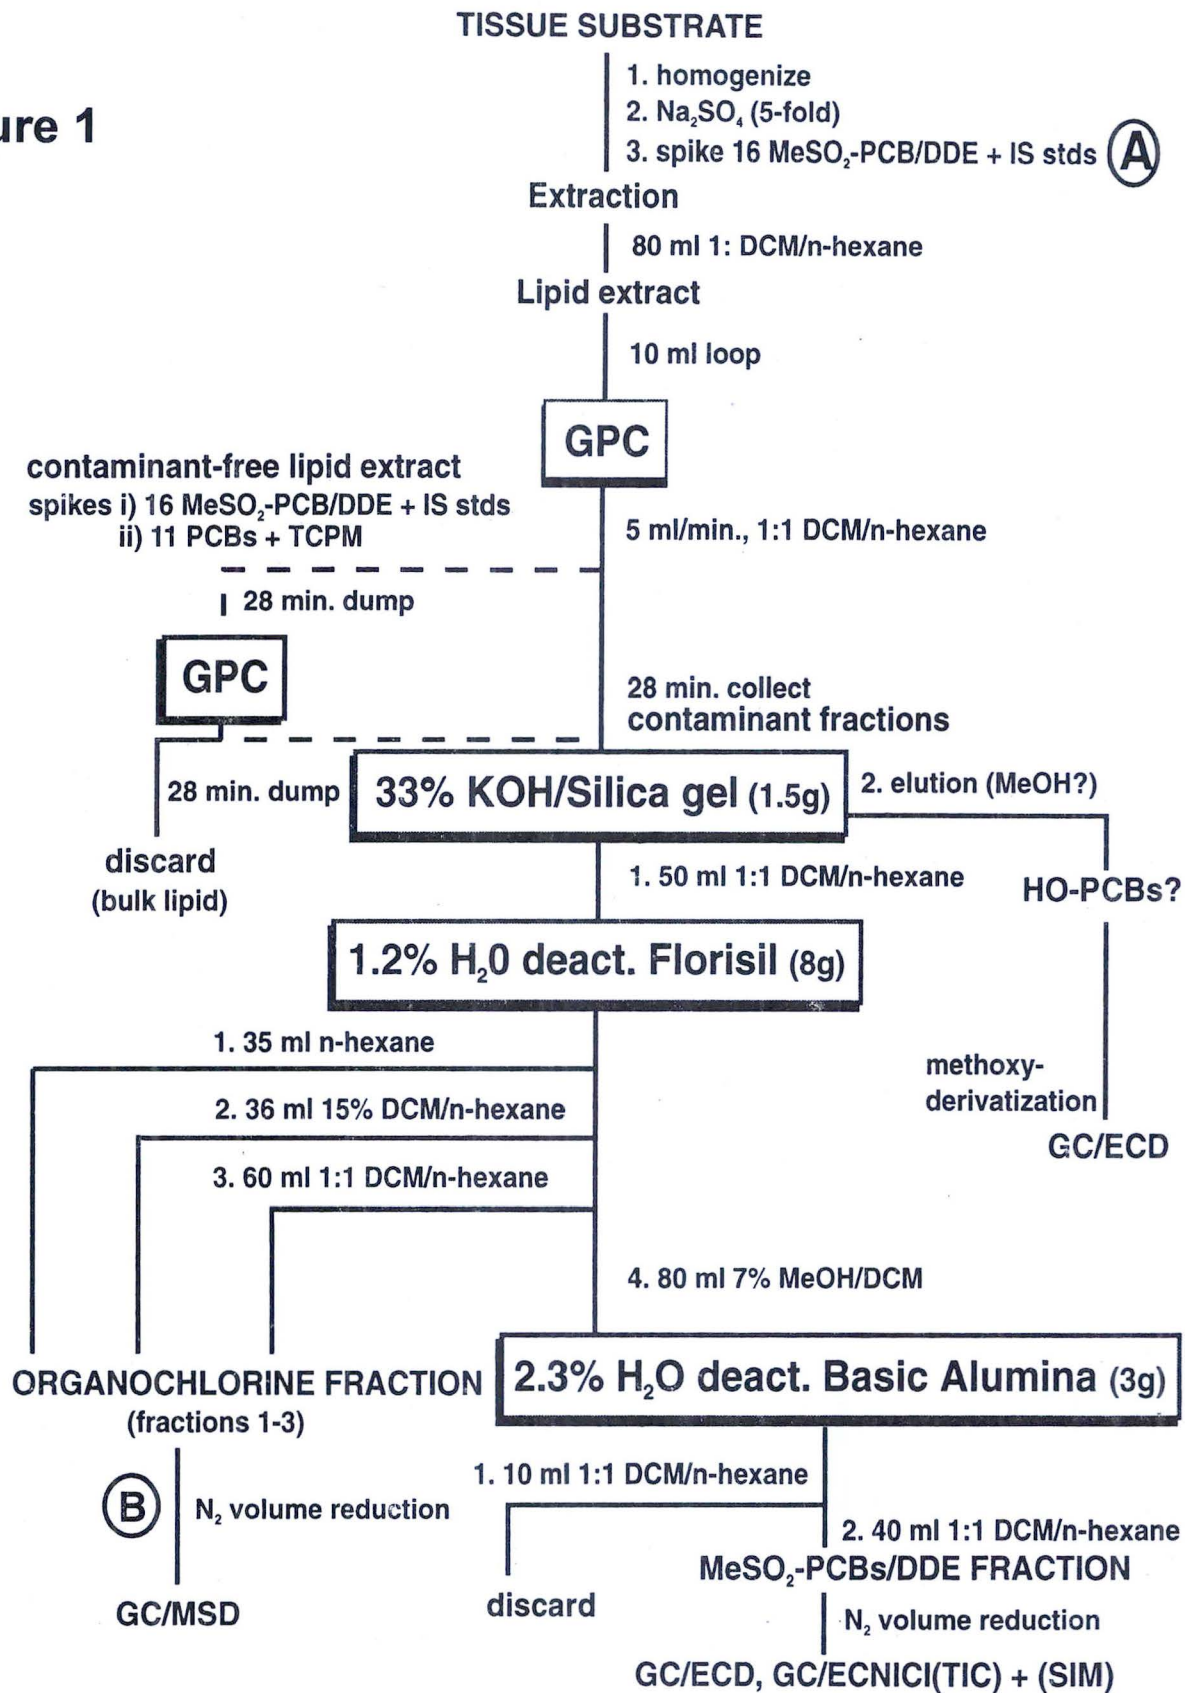 TISSUE SUBSTRATE
ure 1
1. homogenize
2. Na₂SO₄ (5-fold)
3. spike 16 MeSO₂-PCB/DDE + IS stds
A
Extraction
80 ml 1: DCM/n-hexane
Lipid extract
10 ml loop
GPC
contaminant-free lipid extract
spikes i) 16 MeSO₂-PCB/DDE + IS stds
ii) 11 PCBs + TCPM
5 ml/min., 1:1 DCM/n-hexane
28 min. dump
GPC
28 min. collect
contaminant fractions
28 min. dump
33% KOH/Silica gel (1.5g)
2. elution (MeOH?)
discard
(bulk lipid)
1. 50 ml 1:1 DCM/n-hexane
HO-PCBs?
1.2% H₂0 deact. Florisil (8g)
1. 35 ml n-hexane
methoxy-
derivatization
2. 36 ml 15% DCM/n-hexane
GC/ECD
3. 60 ml 1:1 DCM/n-hexane
4. 80 ml 7% MeOH/DCM
ORGANOCHLORINE FRACTION
(fractions 1-3)
2.3% H₂O deact. Basic Alumina (3g)
1. 10 ml 1:1 DCM/n-hexane
B
N₂ volume reduction
2. 40 ml 1:1 DCM/n-hexane
MeSO₂-PCBs/DDE FRACTION
GC/MSD
discard
N₂ volume reduction
GC/ECD, GC/ECNICI(TIC) + (SIM)